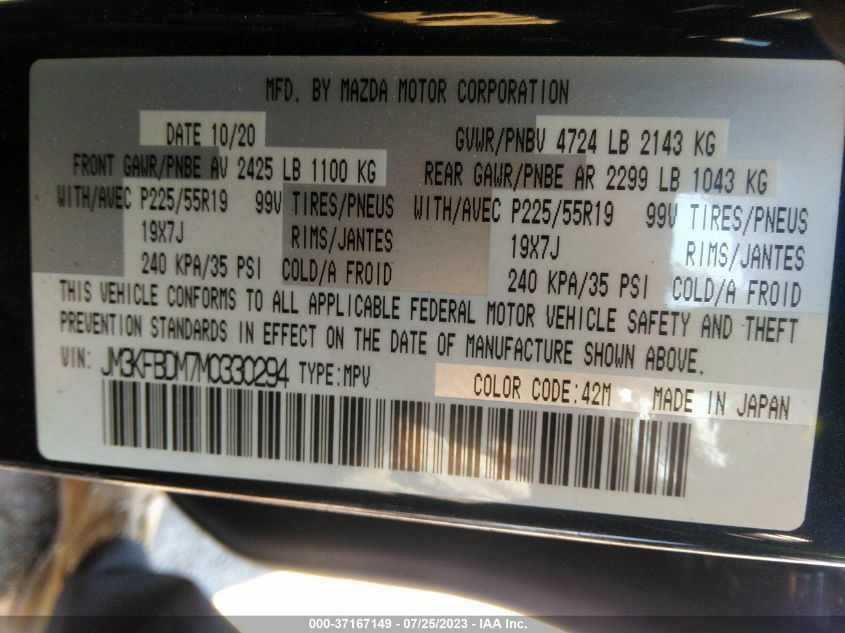 MFD. BY MAZDA MOTOR CORPORATION
DATE 10/20 GVWR/PNBV 4724 LB 2143 KG
FRONT GAWR/PNBE AV 2425 LB 1100 KG REAR GAWR/PNBE AR 2299 LB 1043 KG
WITH/AVEC P225/55R19 99V TIRES/PNEUS WITH/AVEC P225/55R19 99V TIRES/PNEUS
19X7J RIMS/JANTES 19X7J RIMS/JANTES
240 KPA/35 PSI COLD/A FROID 240 KPA/35 PSI COLD/A FROID
THIS VEHICLE CONFORMS TO ALL APPLICABLE FEDERAL MOTOR VEHICLE SAFETY AND THEFT
PREVENTION STANDARDS IN EFFECT ON THE DATE OF MANUFACTURE SHOWN ABOVE.
VIN: JM3KFBDM7M0330294 TYPE:MPV
COLOR CODE:42M MADE IN JAPAN
000-37167149 - 07/25/2023 - IAA Inc.